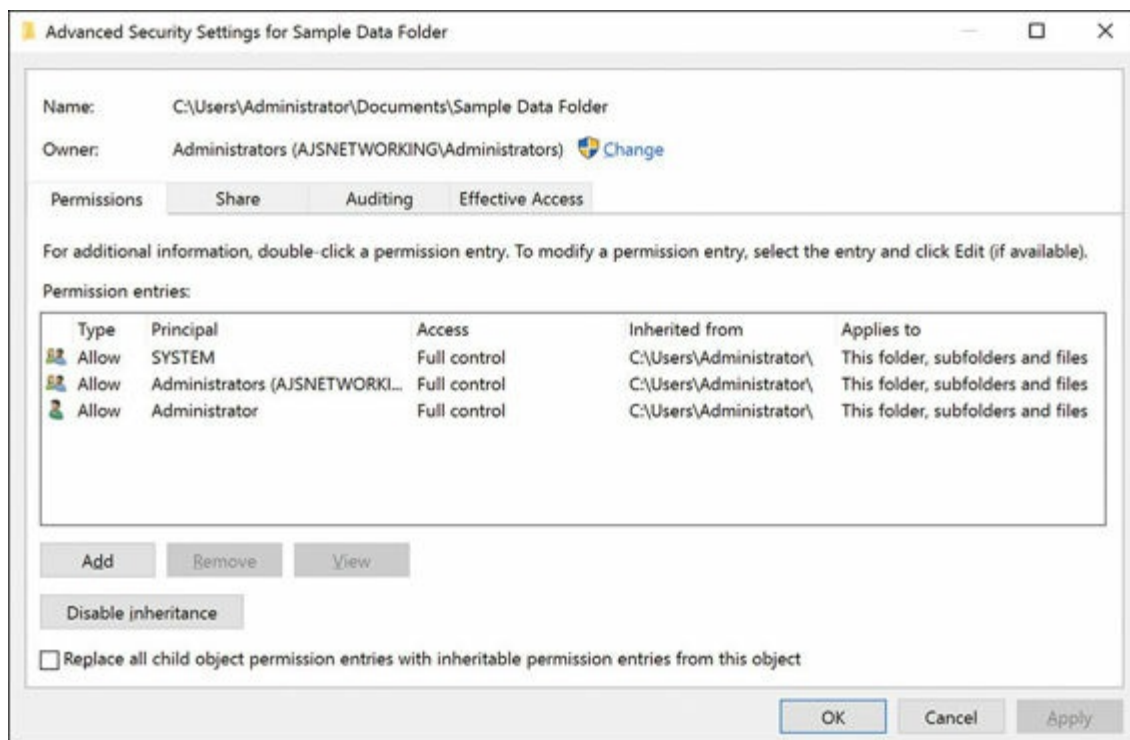 Advanced Security Settings for Sample Data Folder
Name: C:\Users\Administrator\Documents\Sample Data Folder
Owner: Administrators (AJSNETWORKING\Administrators) Change
Permissions Share Auditing Effective Access
For additional information, double-click a permission entry. To modify a permission entry, select the entry and click Edit (if available).
Permission entries:
Type Principal Access Inherited from Applies to
Allow SYSTEM Full control C:\Users\Administrator\ This folder, subfolders and files
Allow Administrators (AJSNETWORKI... Full control C:\Users\Administrator\ This folder, subfolders and files
Allow Administrator Full control C:\Users\Administrator\ This folder, subfolders and files
Add Remove View
Disable inheritance
Replace all child object permission entries with inheritable permission entries from this object
OK Cancel Apply